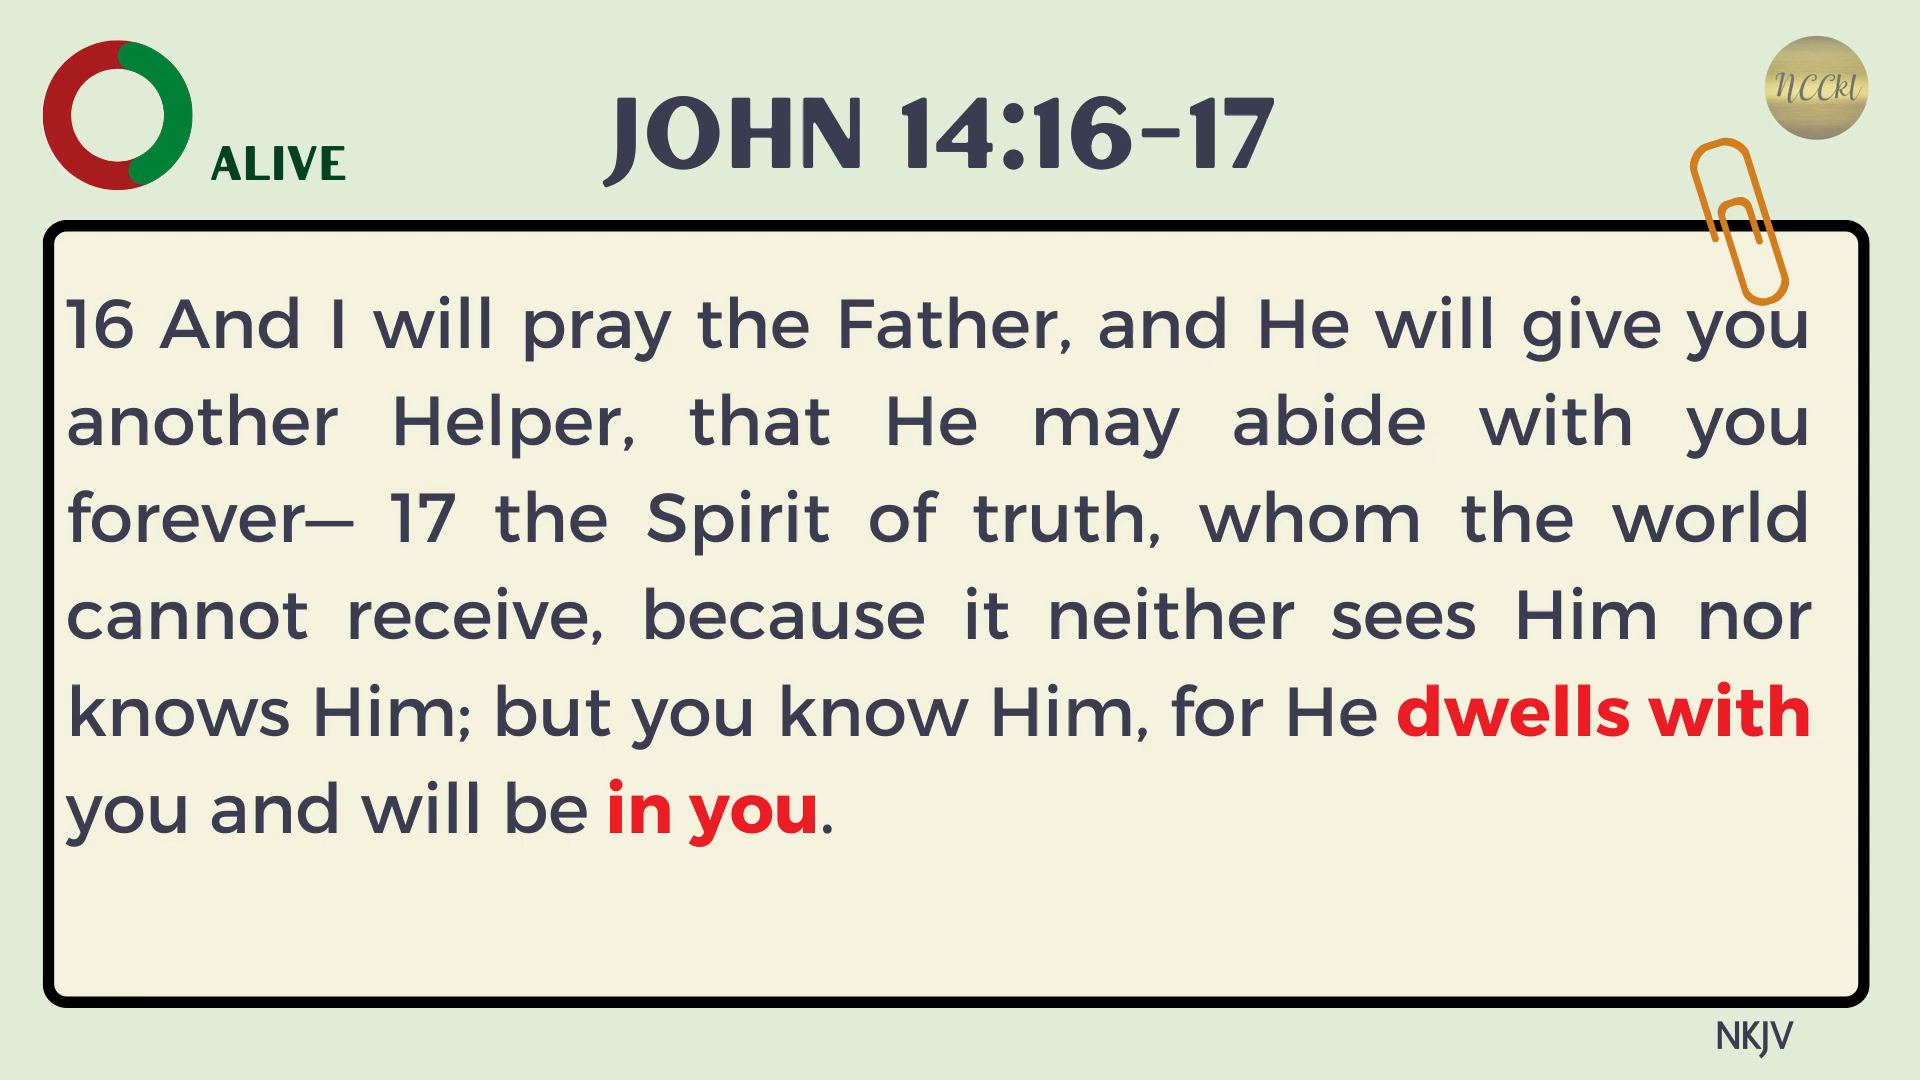 ALIVE
JOHN 14:16-17
NCCkl
16 And I will pray the Father, and He will give you
another Helper, that He may abide with you
forever— 17 the Spirit of truth, whom the world
cannot receive, because it neither sees Him nor
knows Him; but you know Him, for He dwells with
you and will be in you.
NKJV